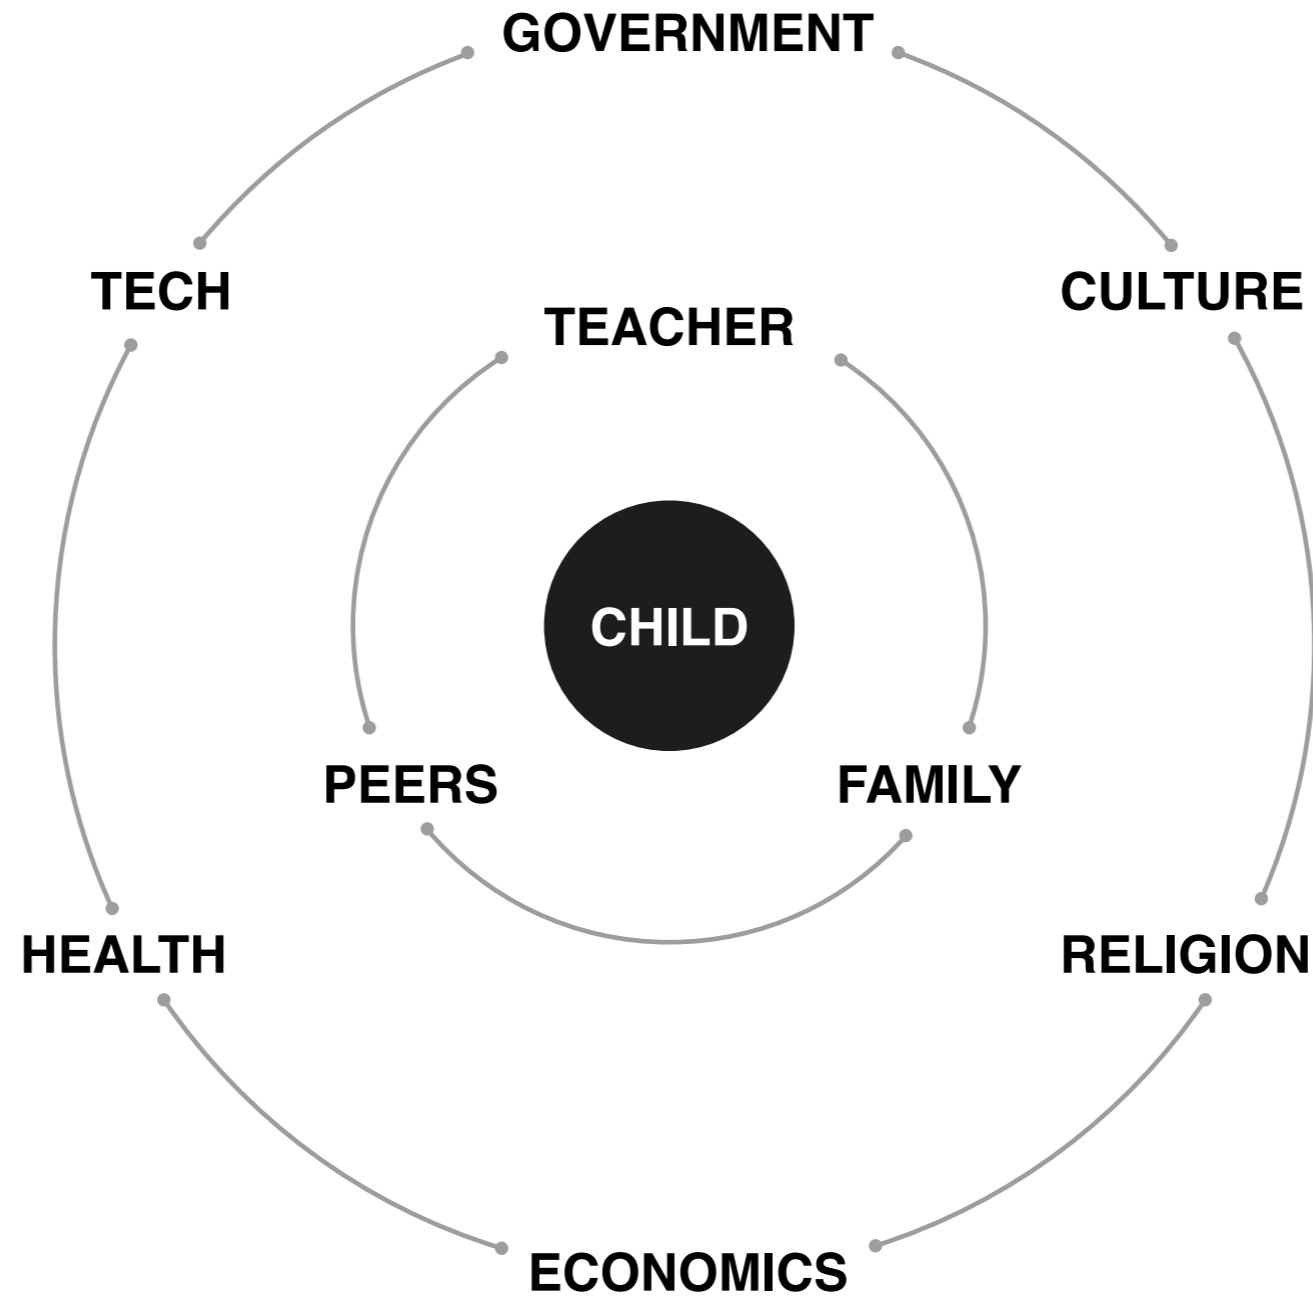 GOVERNMENT
TECH
CULTURE
TEACHER
CHILD
PEERS
FAMILY
HEALTH
RELIGION
ECONOMICS